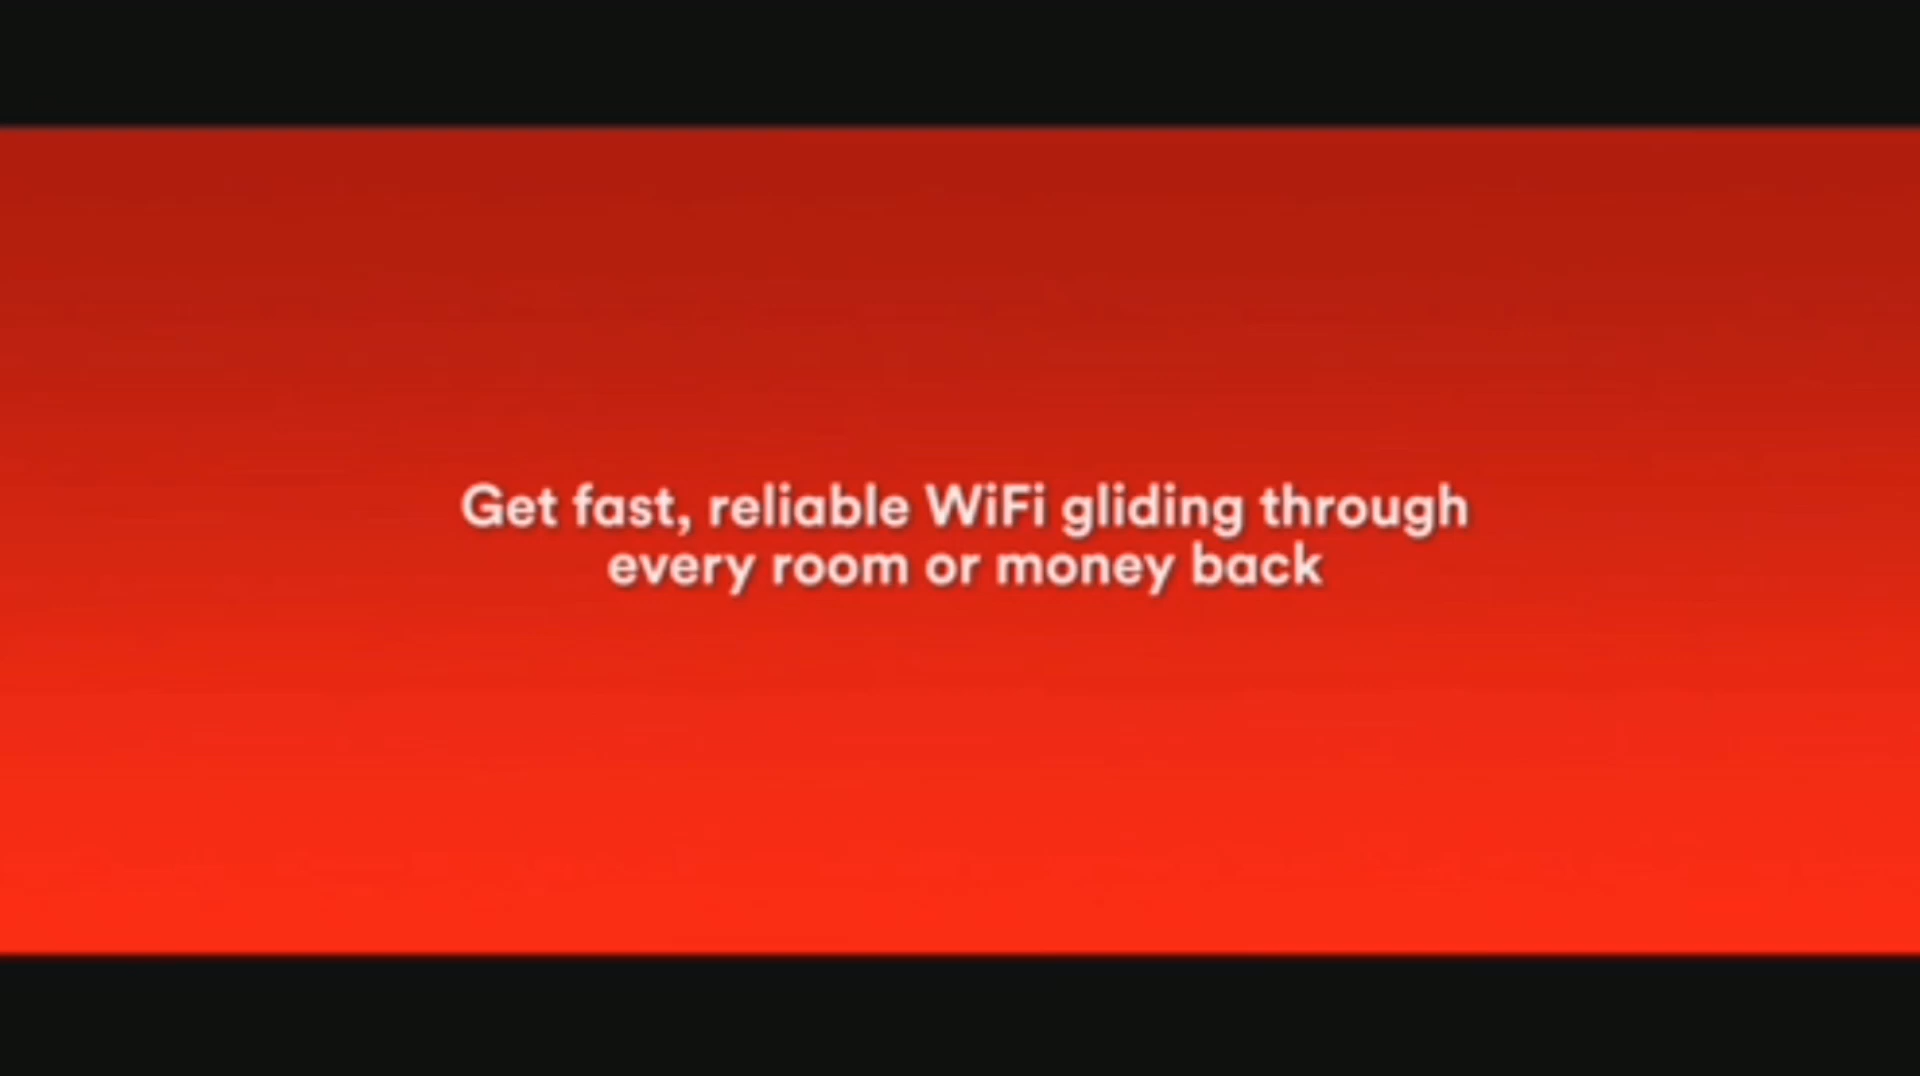 Get fast, reliable WiFi gliding through
every room or money back